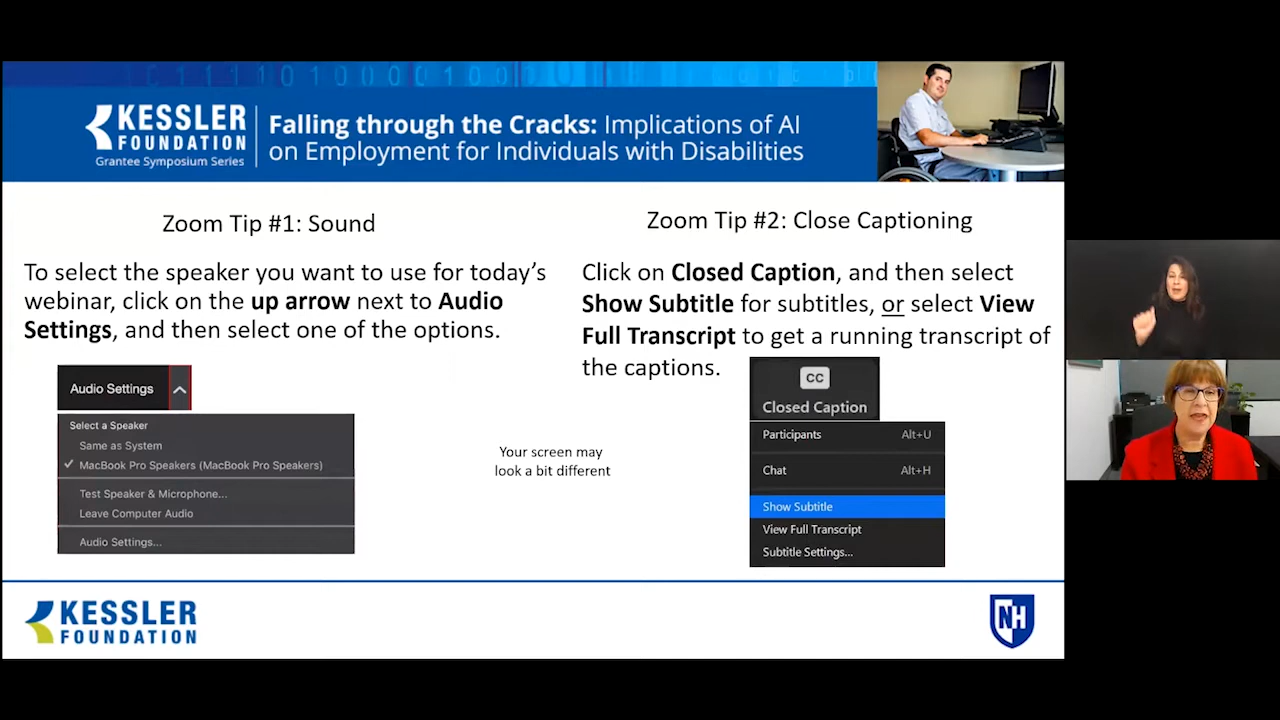 KESSLER
FOUNDATION
Grantee Symposium Series
Falling through the Cracks: Implications of AI
on Employment for Individuals with Disabilities
Zoom Tip #1: Sound
To select the speaker you want to use for today's
webinar, click on the up arrow next to Audio
Settings, and then select one of the options.
Audio Settings
Select a Speaker
Same as System
MacBook Pro Speakers (MacBook Pro Speakers)
Test Speaker & Microphone...
Leave Computer Audio
Audio Settings...
Your screen may
look a bit different
Zoom Tip #2: Close Captioning
Click on Closed Caption, and then select
Show Subtitle for subtitles, or select View
Full Transcript to get a running transcript of
the captions.
CC
Closed Caption
Participants Alt+U
Chat Alt+H
Show Subtitle
View Full Transcript
Subtitle Settings...
KESSLER
FOUNDATION
NH